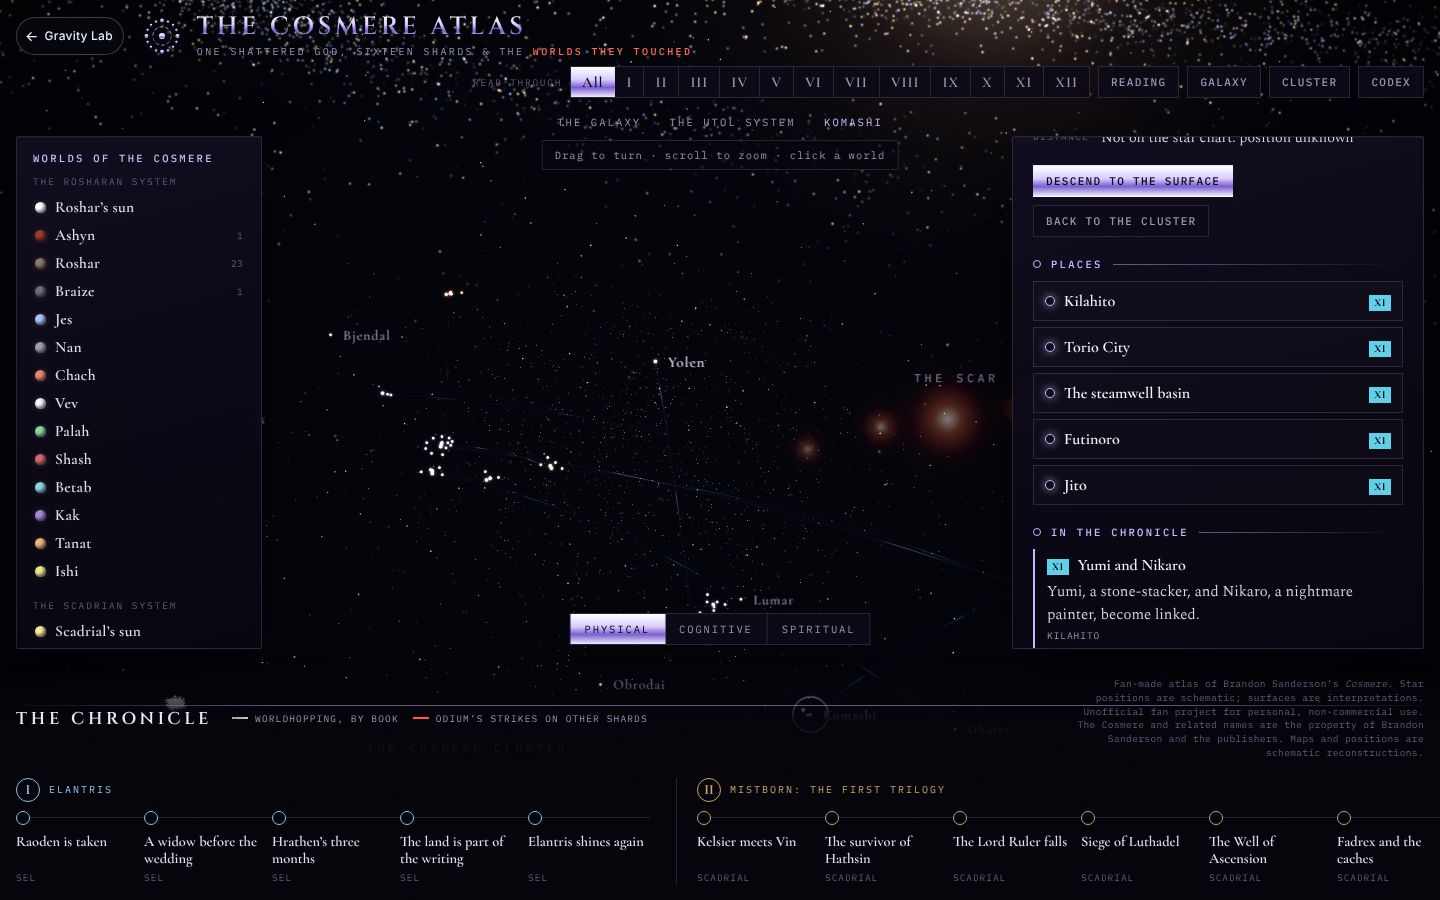 ← Gravity Lab
THE COSMERE ATLAS
ONE SHATTERED GOD, SIXTEEN SHARDS & THE WORLDS THEY TOUCHED
READ THROUGH All I II III IV V VI VII VIII IX X XI XII READING GALAXY CLUSTER CODEX
THE GALAXY THE UTOL SYSTEM KOMASHI
Drag to turn · scroll to zoom · click a world
WORLDS OF THE COSMERE
THE ROSHARAN SYSTEM
Roshar’s sun
Ashyn 1
Roshar 23
Braize 1
Jes
Nan
Chach
Vev
Palah
Shash
Betab
Kak
Tanat
Ishi
THE SCADRIAN SYSTEM
Scadrial’s sun
Bjendal
Yolen
THE SCAR
Lumar
Obrodai
Komashi
Dhatri
THE COSMERE CLUSTER
PHYSICAL COGNITIVE SPIRITUAL
DISTANCE Not on the star chart: position unknown
DESCEND TO THE SURFACE
BACK TO THE CLUSTER
PLACES
Kilahito XI
Torio City XI
The steamwell basin XI
Futinoro XI
Jito XI
IN THE CHRONICLE
XI Yumi and Nikaro
Yumi, a stone-stacker, and Nikaro, a nightmare
painter, become linked.
KILAHITO
Fan-made atlas of Brandon Sanderson’s Cosmere. Star
positions are schematic; surfaces are interpretations.
Unofficial fan project for personal, non-commercial use.
The Cosmere and related names are the property of Brandon
Sanderson and the publishers. Maps and positions are
schematic reconstructions.
THE CHRONICLE WORLDHOPPING, BY BOOK ODIUM’S STRIKES ON OTHER SHARDS
I ELANTRIS
Raoden is taken
SEL
A widow before the
wedding
SEL
Hrathen’s three
months
SEL
The land is part of
the writing
SEL
Elantris shines again
SEL
II MISTBORN: THE FIRST TRILOGY
Kelsier meets Vin
SCADRIAL
The survivor of
Hathsin
SCADRIAL
The Lord Ruler falls
SCADRIAL
Siege of Luthadel
SCADRIAL
The Well of
Ascension
SCADRIAL
Fadrex and the
caches
SCADRIAL